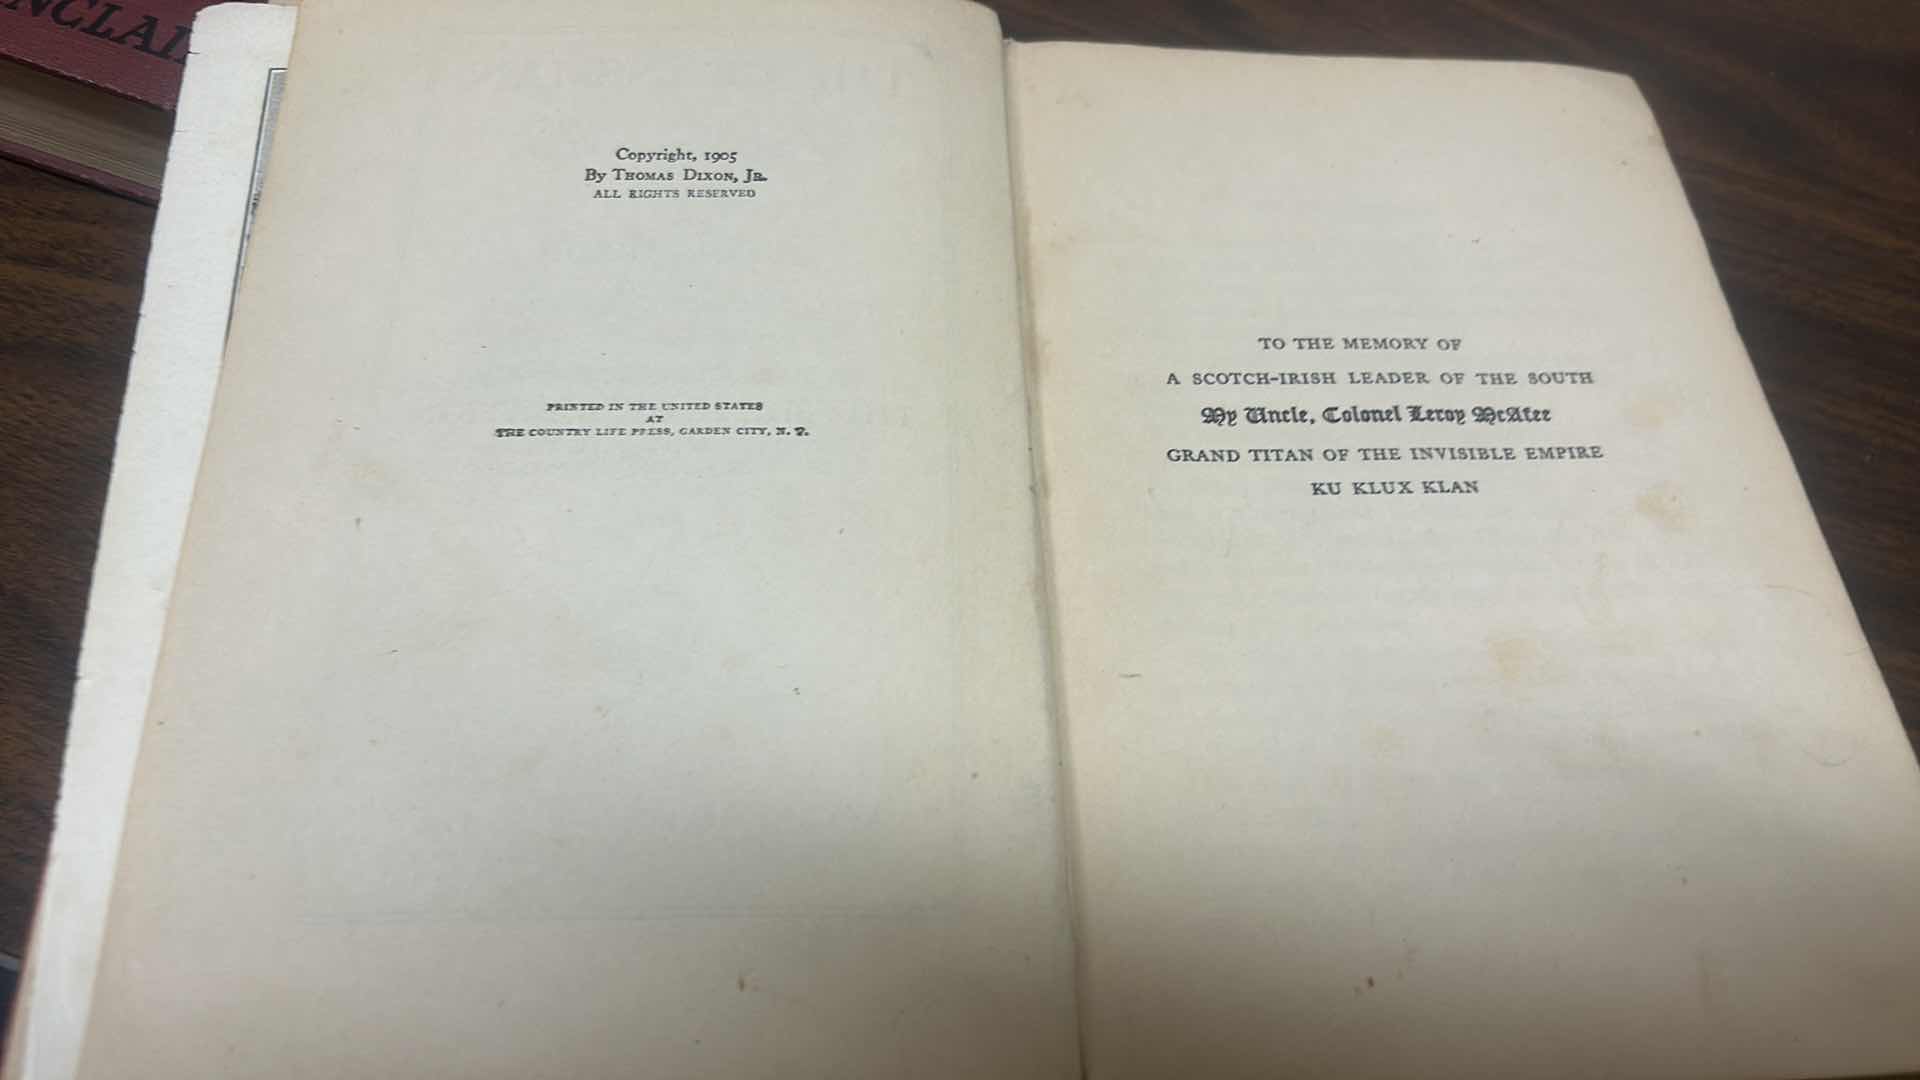 NCLAI
Copyright, 1905
By Thomas Dixon, Jr.
ALL RIGHTS RESERVED
PRINTED IN THE UNITED STATES
AT
THE COUNTRY LIFE PRESS, GARDEN CITY, N. Y.
TO THE MEMORY OF
A SCOTCH-IRISH LEADER OF THE SOUTH
My Uncle, Colonel Leroy McAfee
GRAND TITAN OF THE INVISIBLE EMPIRE
KU KLUX KLAN